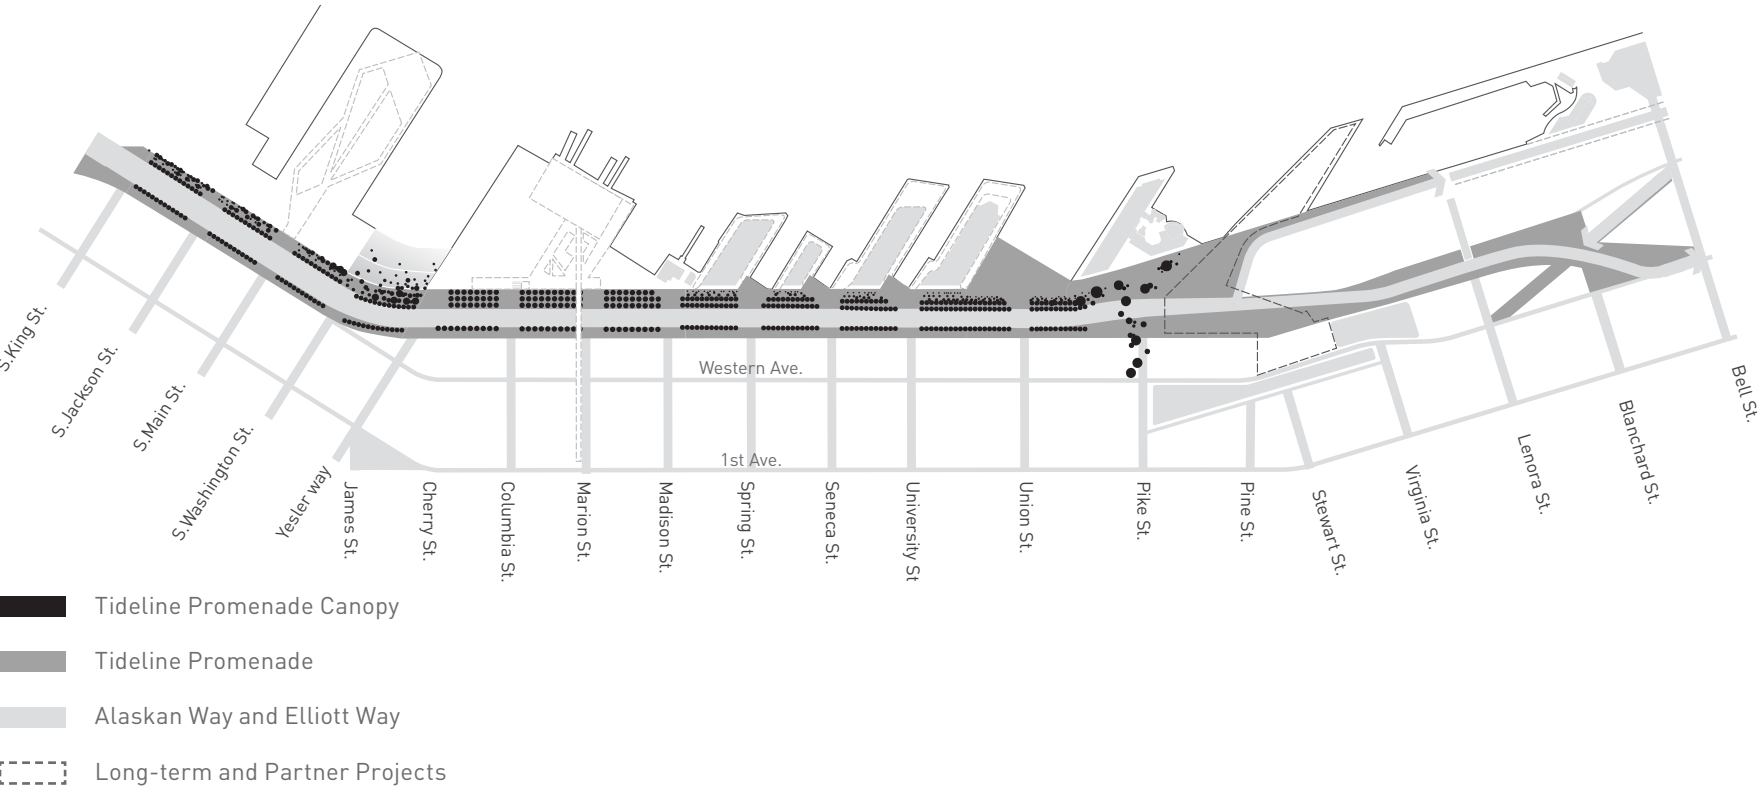 Western Ave.
1st Ave.
S.King St.
S.Jackson St.
S.Main St.
S.Washington St.
Yesler way
James St.
Cherry St.
Columbia St.
Marion St.
Madison St.
Spring St.
Seneca St.
University St
Union St.
Pike St.
Pine St.
Stewart St.
Virginia St.
Lenora St.
Blanchard St.
Bell St.
Tideline Promenade Canopy
Tideline Promenade
Alaskan Way and Elliott Way
Long-term and Partner Projects